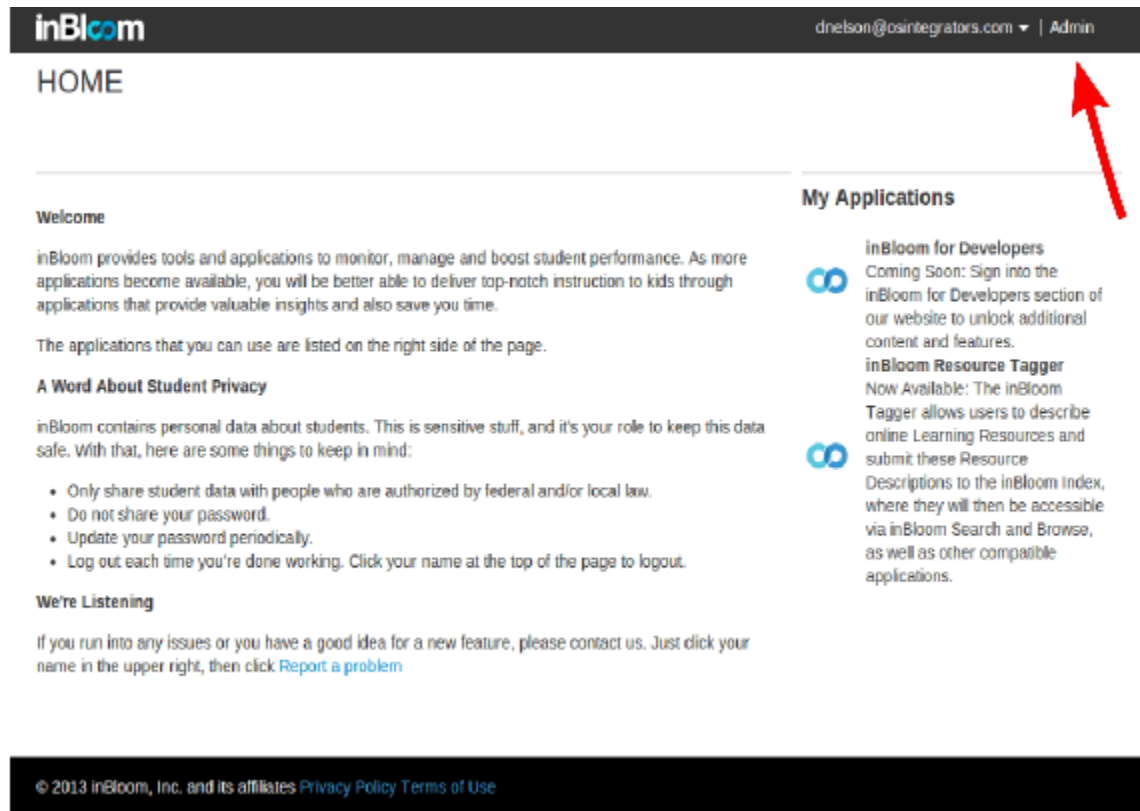 inBloom
dnelson@osintegrators.com | Admin
HOME
Welcome
inBloom provides tools and applications to monitor, manage and boost student performance. As more
applications become available, you will be better able to deliver top-notch instruction to kids through
applications that provide valuable insights and also save you time.
The applications that you can use are listed on the right side of the page.
A Word About Student Privacy
inBloom contains personal data about students. This is sensitive stuff, and it's your role to keep this data
safe. With that, here are some things to keep in mind:
• Only share student data with people who are authorized by federal and/or local law.
• Do not share your password.
• Update your password periodically.
• Log out each time you're done working. Click your name at the top of the page to logout.
We're Listening
If you run into any issues or you have a good idea for a new feature, please contact us. Just click your
name in the upper right, then click Report a problem
My Applications
inBloom for Developers
Coming Soon: Sign into the
inBloom for Developers section of
our website to unlock additional
content and features.
inBloom Resource Tagger
Now Available: The inBloom
Tagger allows users to describe
online Learning Resources and
submit these Resource
Descriptions to the inBloom Index,
where they will then be accessible
via inBloom Search and Browse,
as well as other compatible
applications.
© 2013 inBloom, Inc. and its affiliates Privacy Policy Terms of Use